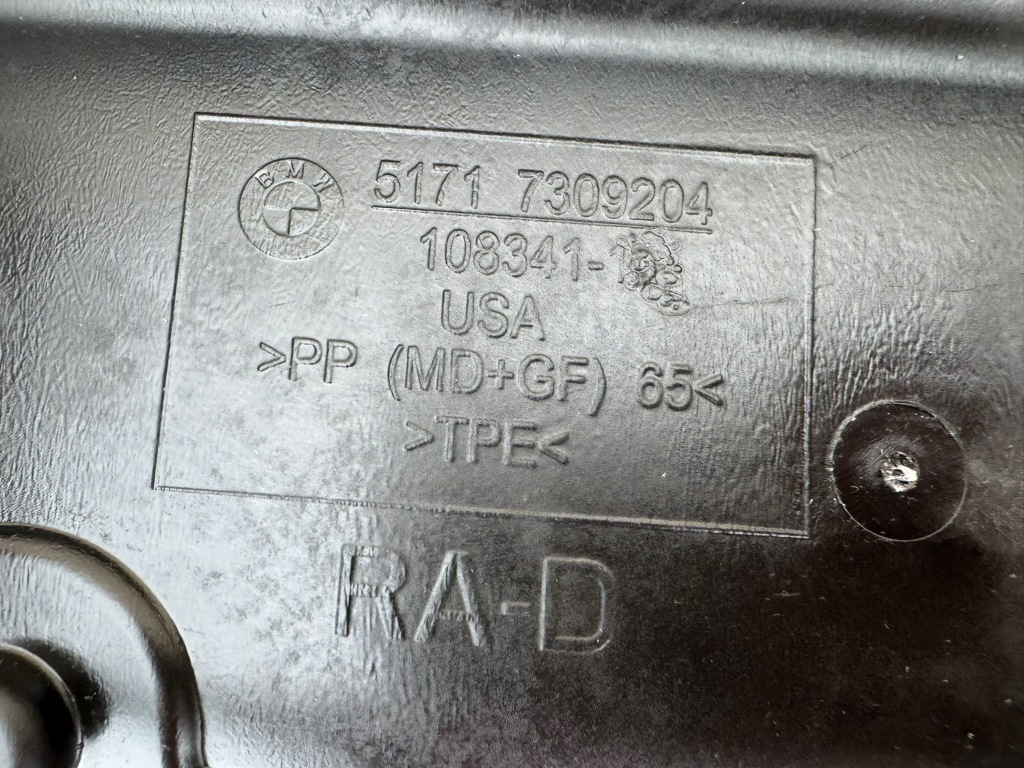 BMW
5171 7309204
108341-
USA
>PP (MD+GF) 65<
>TPE<
RA-D